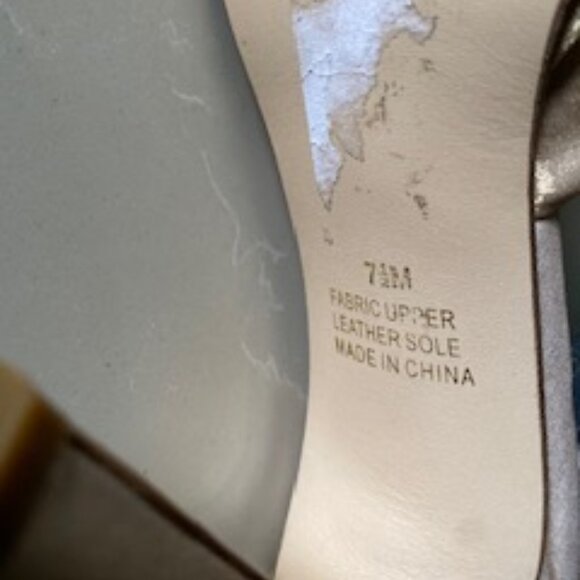 7½M
FABRIC UPPER
LEATHER SOLE
MADE IN CHINA